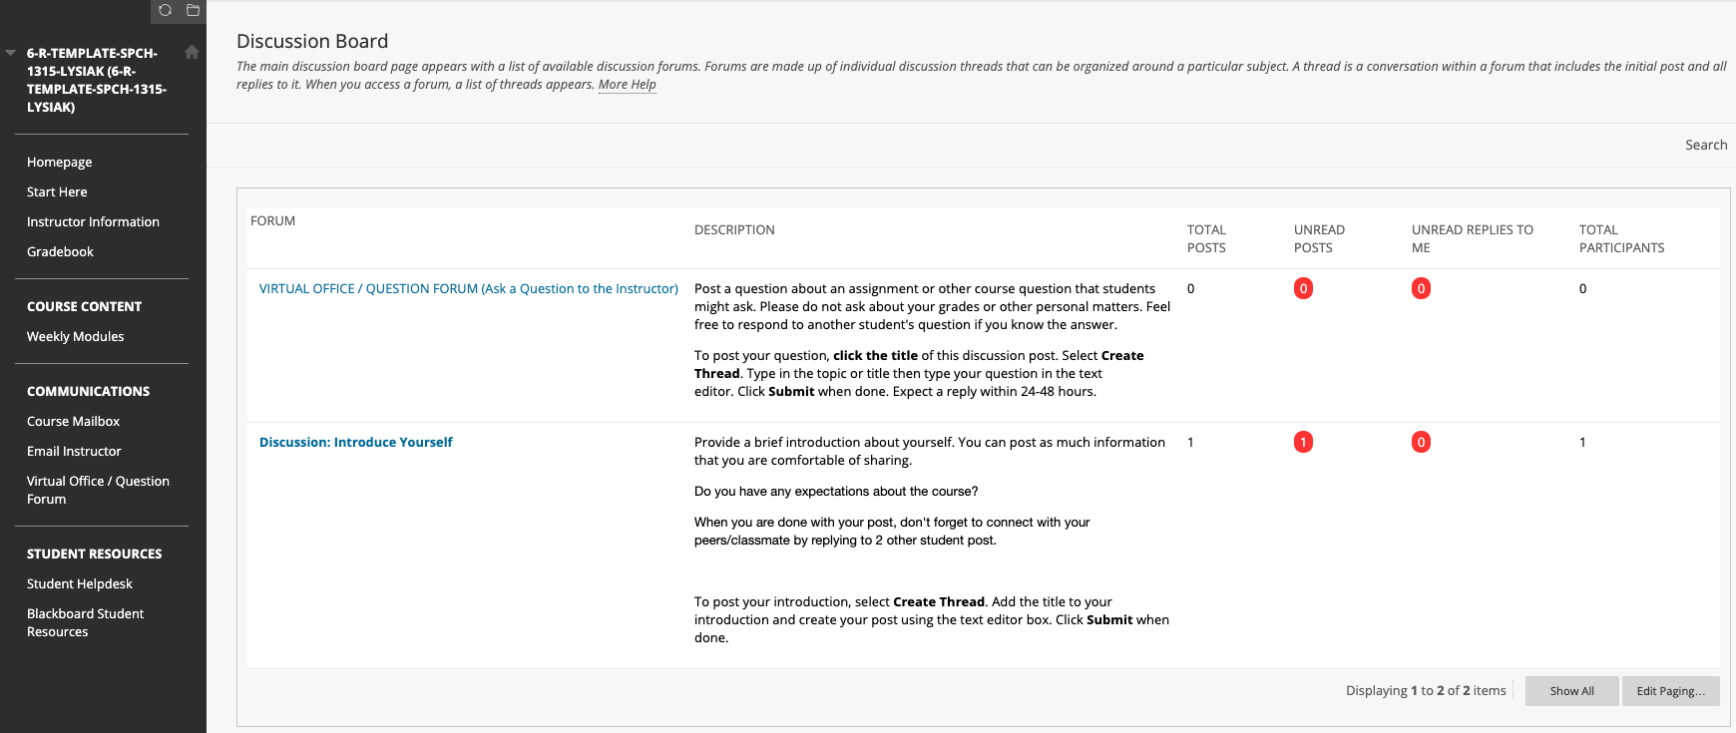 6-R-TEMPLATE-SPCH-
1315-LYSIAK (6-R-
TEMPLATE-SPCH-1315-
LYSIAK)
Homepage
Start Here
Instructor Information
Gradebook
COURSE CONTENT
Weekly Modules
COMMUNICATIONS
Course Mailbox
Email Instructor
Virtual Office / Question
Forum
STUDENT RESOURCES
Student Helpdesk
Blackboard Student
Resources
Discussion Board
The main discussion board page appears with a list of available discussion forums. Forums are made up of individual discussion threads that can be organized around a particular subject. A thread is a conversation within a forum that includes the initial post and all
replies to it. When you access a forum, a list of threads appears. More Help
Search
FORUM
DESCRIPTION
TOTAL
POSTS
UNREAD
POSTS
UNREAD REPLIES TO
ME
TOTAL
PARTICIPANTS
VIRTUAL OFFICE / QUESTION FORUM (Ask a Question to the Instructor)
Post a question about an assignment or other course question that students
might ask. Please do not ask about your grades or other personal matters. Feel
free to respond to another student's question if you know the answer.
To post your question, click the title of this discussion post. Select Create
Thread. Type in the topic or title then type your question in the text
editor. Click Submit when done. Expect a reply within 24-48 hours.
0
0
0
0
Discussion: Introduce Yourself
Provide a brief introduction about yourself. You can post as much information
that you are comfortable of sharing.
Do you have any expectations about the course?
When you are done with your post, don't forget to connect with your
peers/classmate by replying to 2 other student post.
To post your introduction, select Create Thread. Add the title to your
introduction and create your post using the text editor box. Click Submit when
done.
1
1
0
1
Displaying 1 to 2 of 2 items
Show All
Edit Paging...